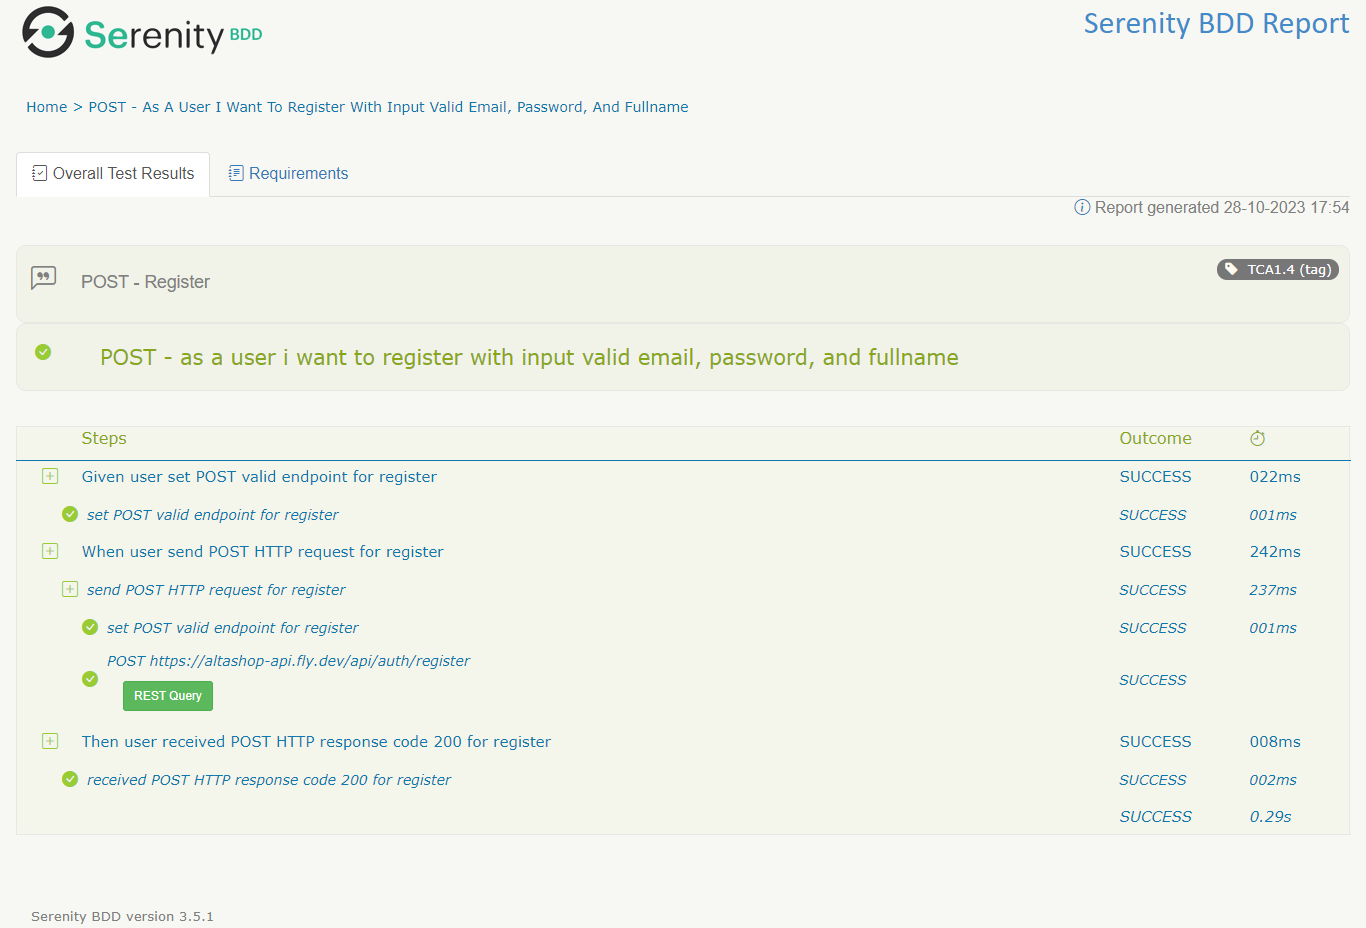 Serenity BDD
Serenity BDD Report
Home > POST - As A User I Want To Register With Input Valid Email, Password, And Fullname
Overall Test Results Requirements
Report generated 28-10-2023 17:54
POST - Register
TCA1.4 (tag)
POST - as a user i want to register with input valid email, password, and fullname
Steps Outcome
Given user set POST valid endpoint for register SUCCESS 022ms
set POST valid endpoint for register SUCCESS 001ms
When user send POST HTTP request for register SUCCESS 242ms
send POST HTTP request for register SUCCESS 237ms
set POST valid endpoint for register SUCCESS 001ms
POST https://altashop-api.fly.dev/api/auth/register
REST Query SUCCESS
Then user received POST HTTP response code 200 for register SUCCESS 008ms
received POST HTTP response code 200 for register SUCCESS 002ms
SUCCESS 0.29s
Serenity BDD version 3.5.1